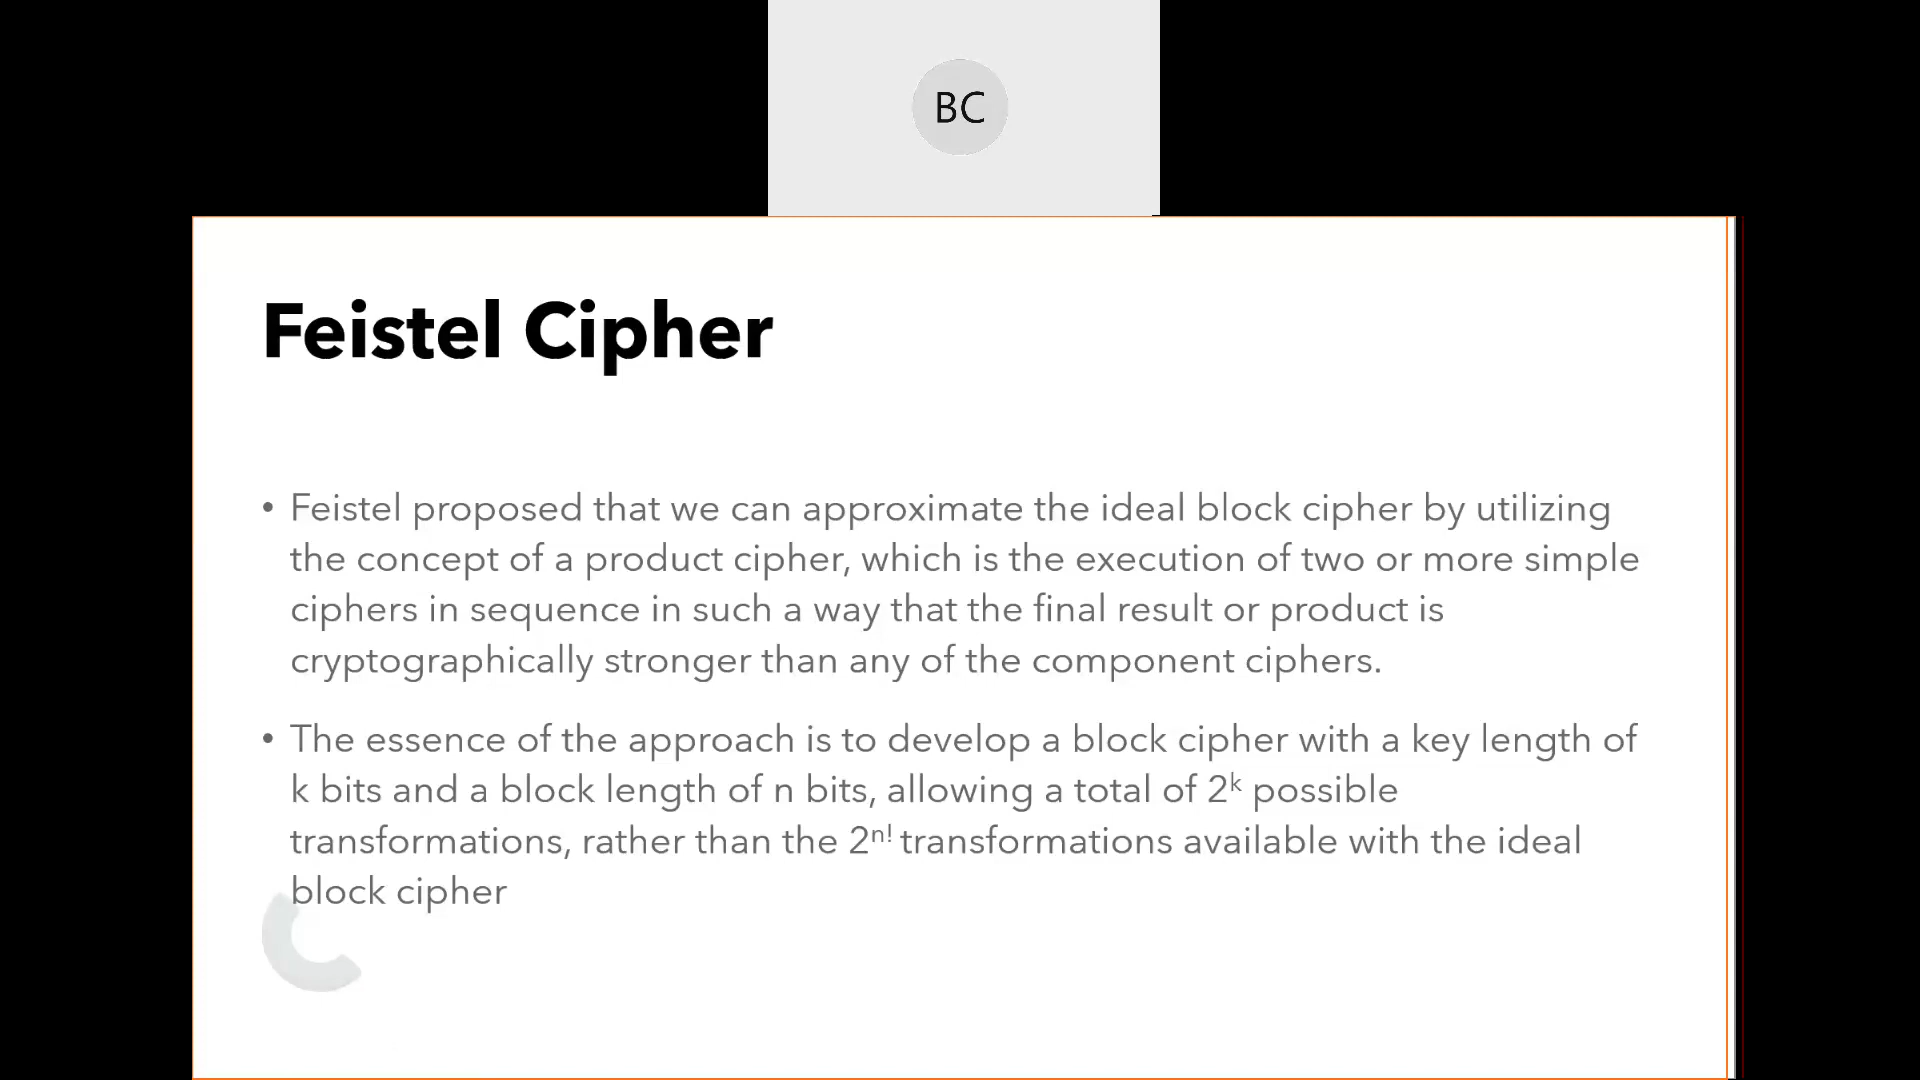 BC
Feistel Cipher
• Feistel proposed that we can approximate the ideal block cipher by utilizing
the concept of a product cipher, which is the execution of two or more simple
ciphers in sequence in such a way that the final result or product is
cryptographically stronger than any of the component ciphers.
• The essence of the approach is to develop a block cipher with a key length of
k bits and a block length of n bits, allowing a total of 2ᵏ possible
transformations, rather than the 2ⁿ! transformations available with the ideal
block cipher